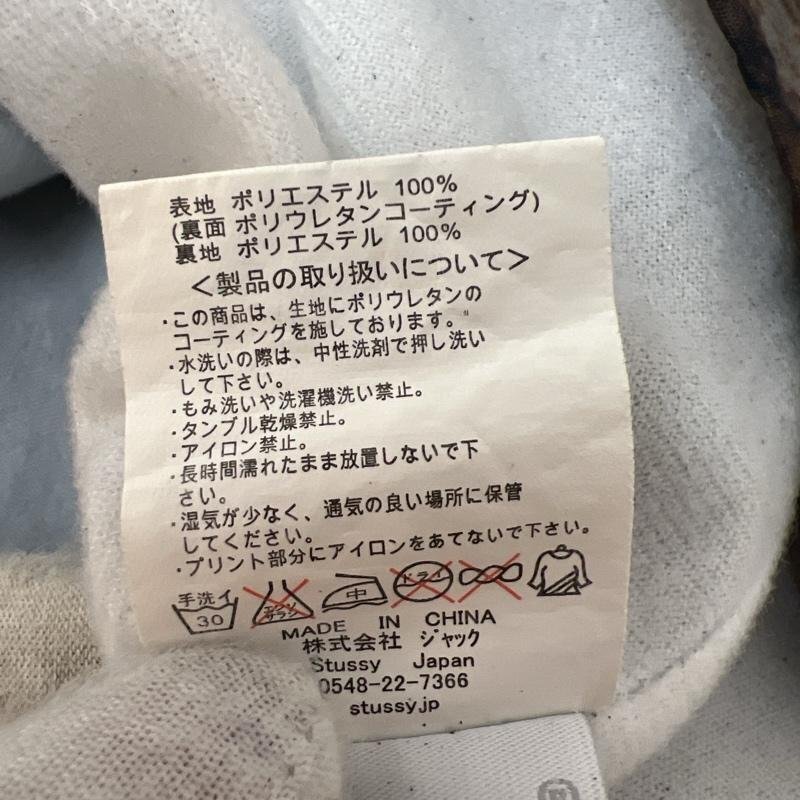 表地 ポリエステル 100%
(裏面 ポリウレタンコーティング)
裏地 ポリエステル 100%
＜製品の取り扱いについて＞
・この商品は、生地にポリウレタンの
コーティングを施しております。
・水洗いの際は、中性洗剤で押し洗い
して下さい。
・もみ洗いや洗濯機洗い禁止。
・タンブル乾燥禁止。
・アイロン禁止。
・長時間濡れたまま放置しないで下
さい。
・湿気が少なく、通気の良い場所に保管
してください。
・プリント部分にアイロンをあてないで下さい。
手洗イ
30
エンソ
サラシ
中
ドライ
MADE IN CHINA
株式会社 ジャック
Stussy Japan
0548-22-7366
stussy.jp
®